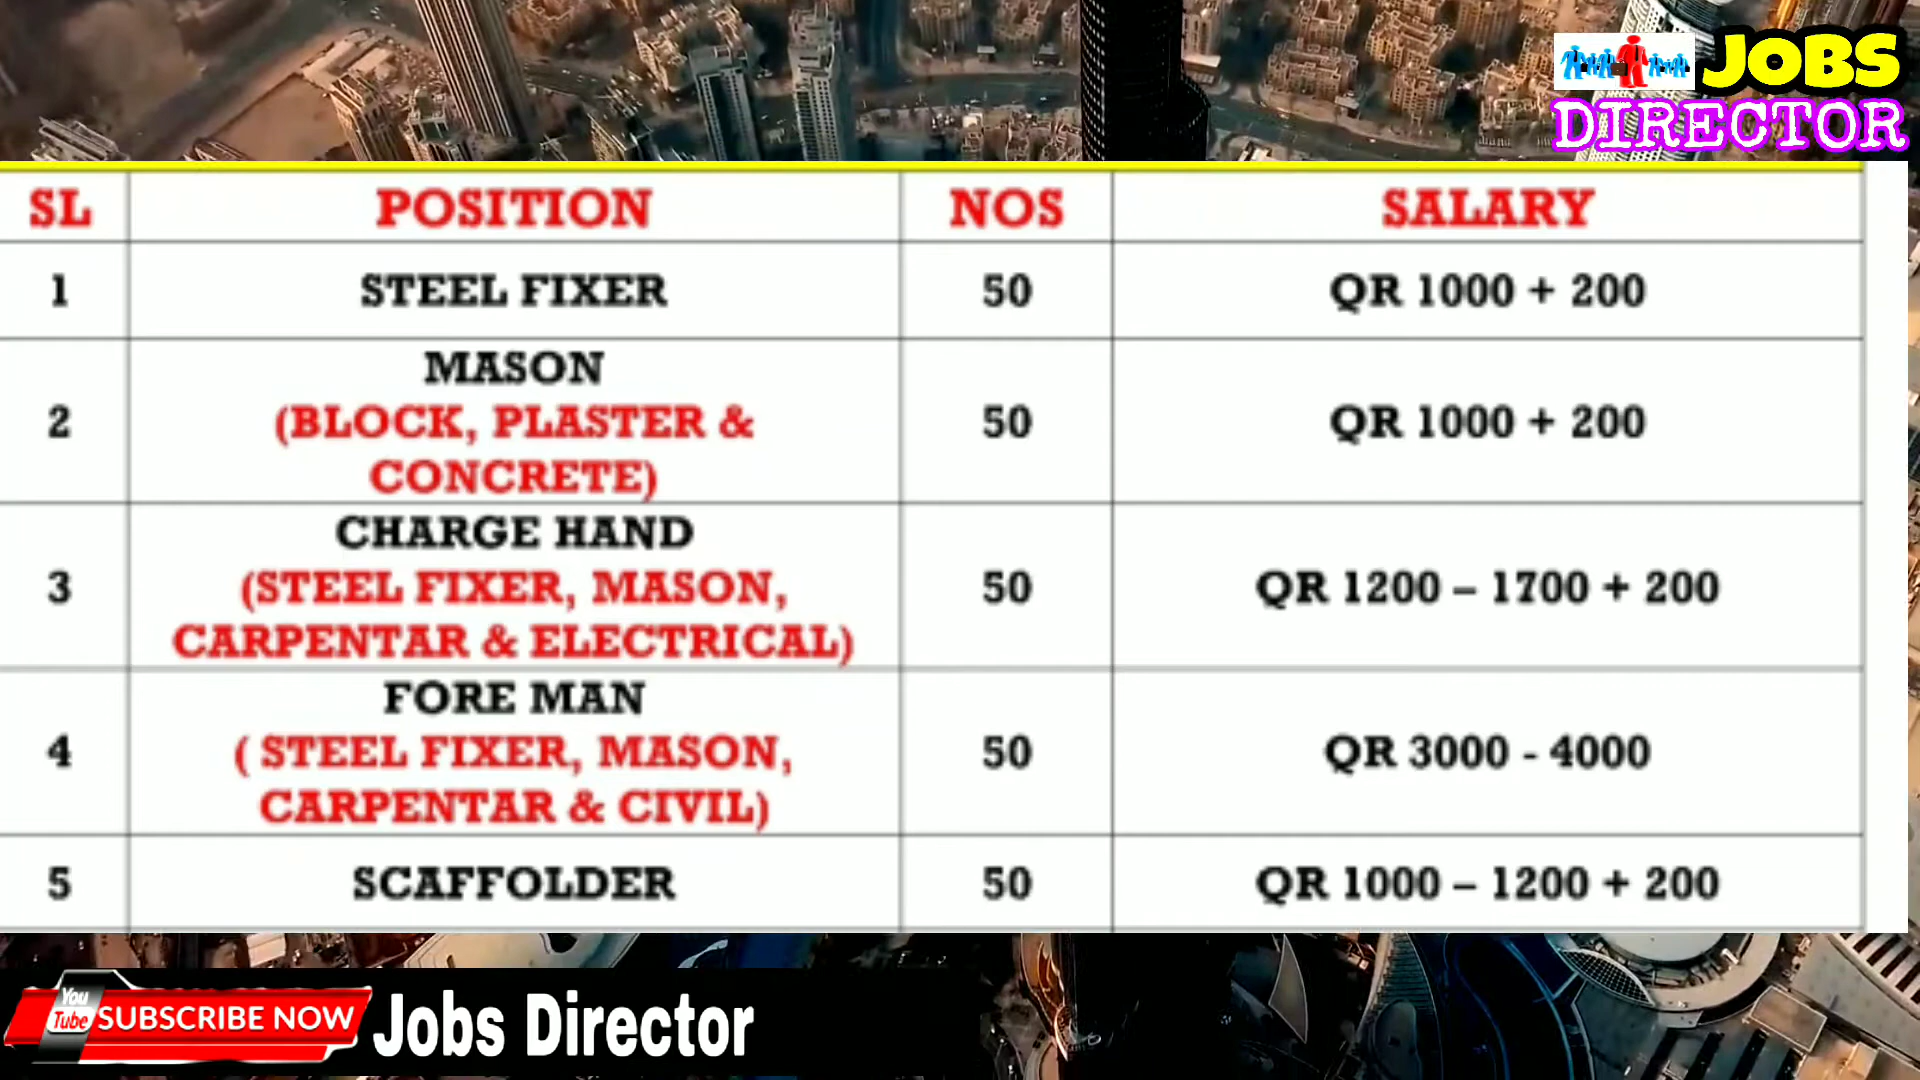 JOBS
DIRECTOR
SL POSITION NOS SALARY
1 STEEL FIXER 50 QR 1000 + 200
MASON
2 (BLOCK, PLASTER & 50 QR 1000 + 200
CONCRETE)
CHARGE HAND
3 (STEEL FIXER, MASON, 50 QR 1200 – 1700 + 200
CARPENTAR & ELECTRICAL)
FORE MAN
4 ( STEEL FIXER, MASON, 50 QR 3000 - 4000
CARPENTAR & CIVIL)
5 SCAFFOLDER 50 QR 1000 – 1200 + 200
You
Tube SUBSCRIBE NOW Jobs Director